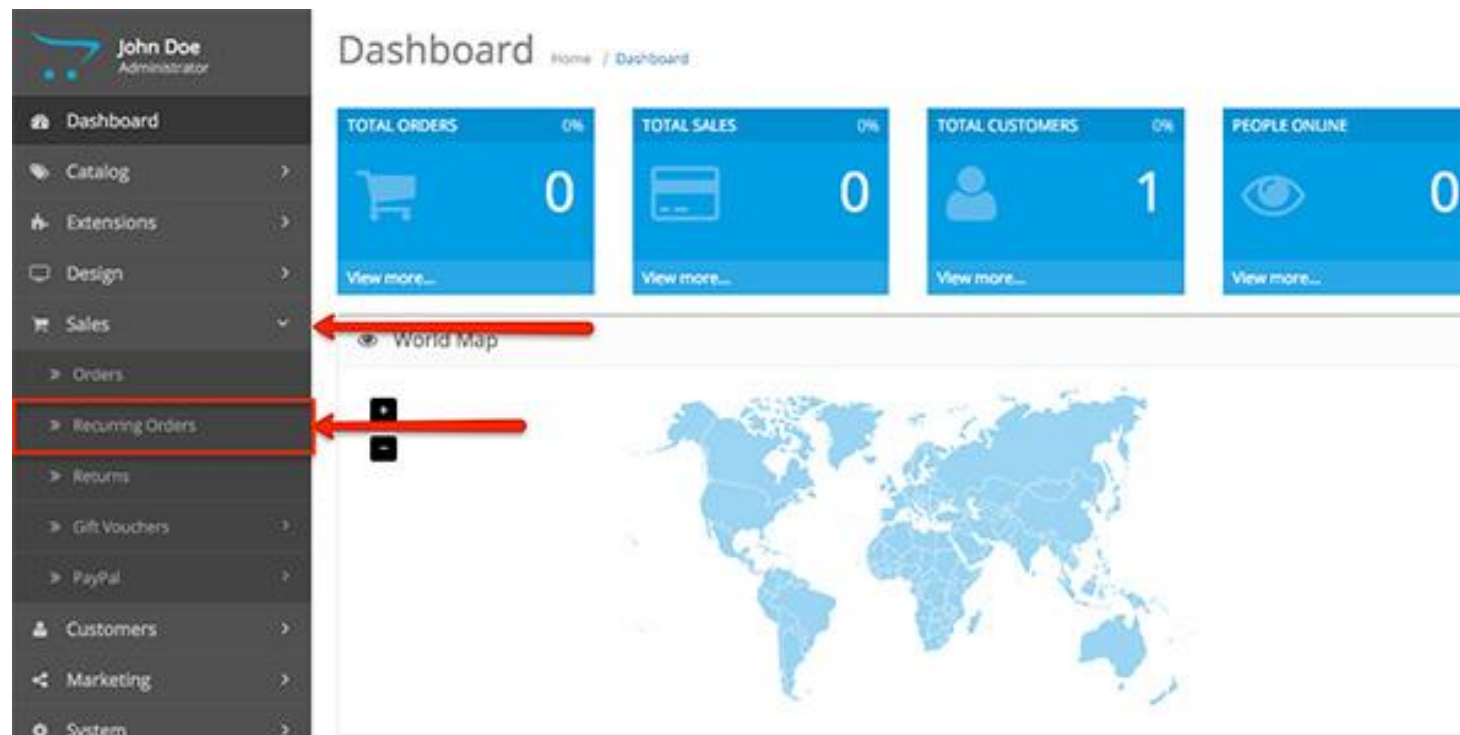 John Doe
Administrator
Dashboard
Catalog
Extensions
Design
Sales
» Orders
» Recurring Orders
» Returns
» Gift Vouchers
» PayPal
Customers
Marketing
System
Dashboard Home / Dashboard
TOTAL ORDERS 0%
0
View more...
TOTAL SALES 0%
0
View more...
TOTAL CUSTOMERS 0%
1
View more...
PEOPLE ONLINE
0
View more...
World Map
+
-